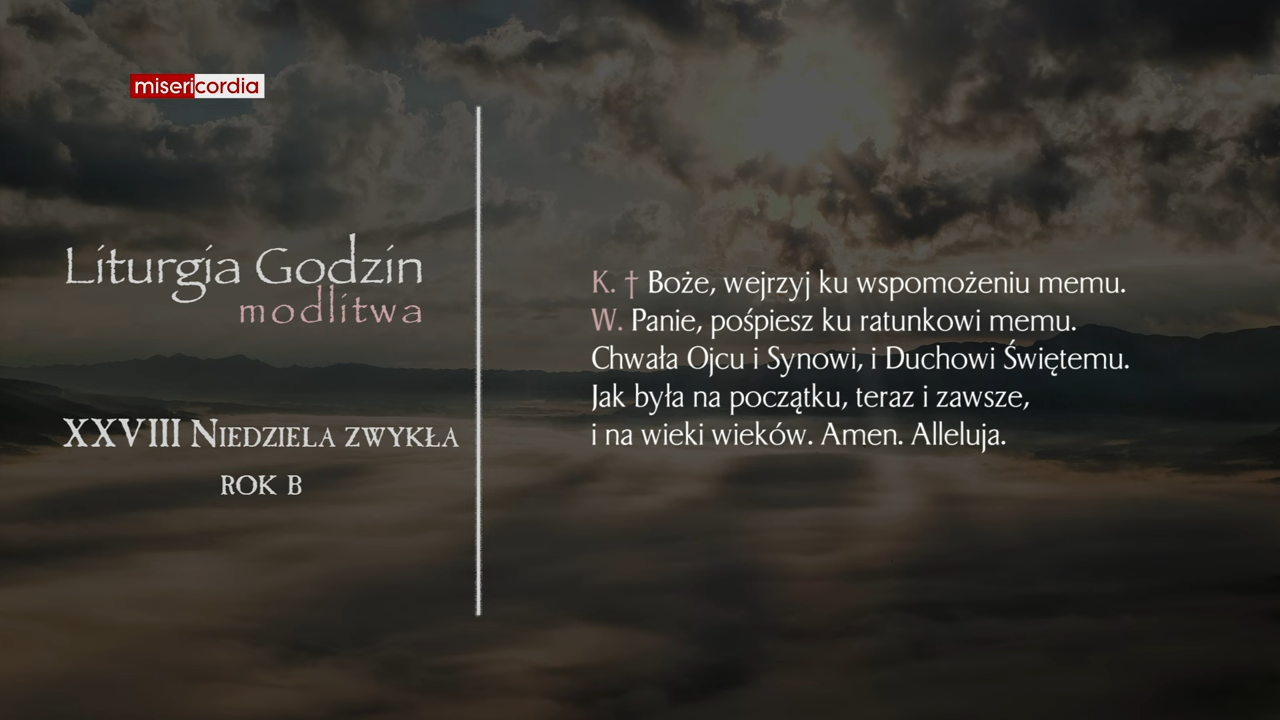 misericordia
Liturgia Godzin
modlitwa
XXVIII Niedziela zwykła
rok B
K. † Boże, wejrzyj ku wspomożeniu memu.
W. Panie, pośpiesz ku ratunkowi memu.
Chwała Ojcu i Synowi, i Duchowi Świętemu.
Jak była na początku, teraz i zawsze,
i na wieki wieków. Amen. Alleluja.